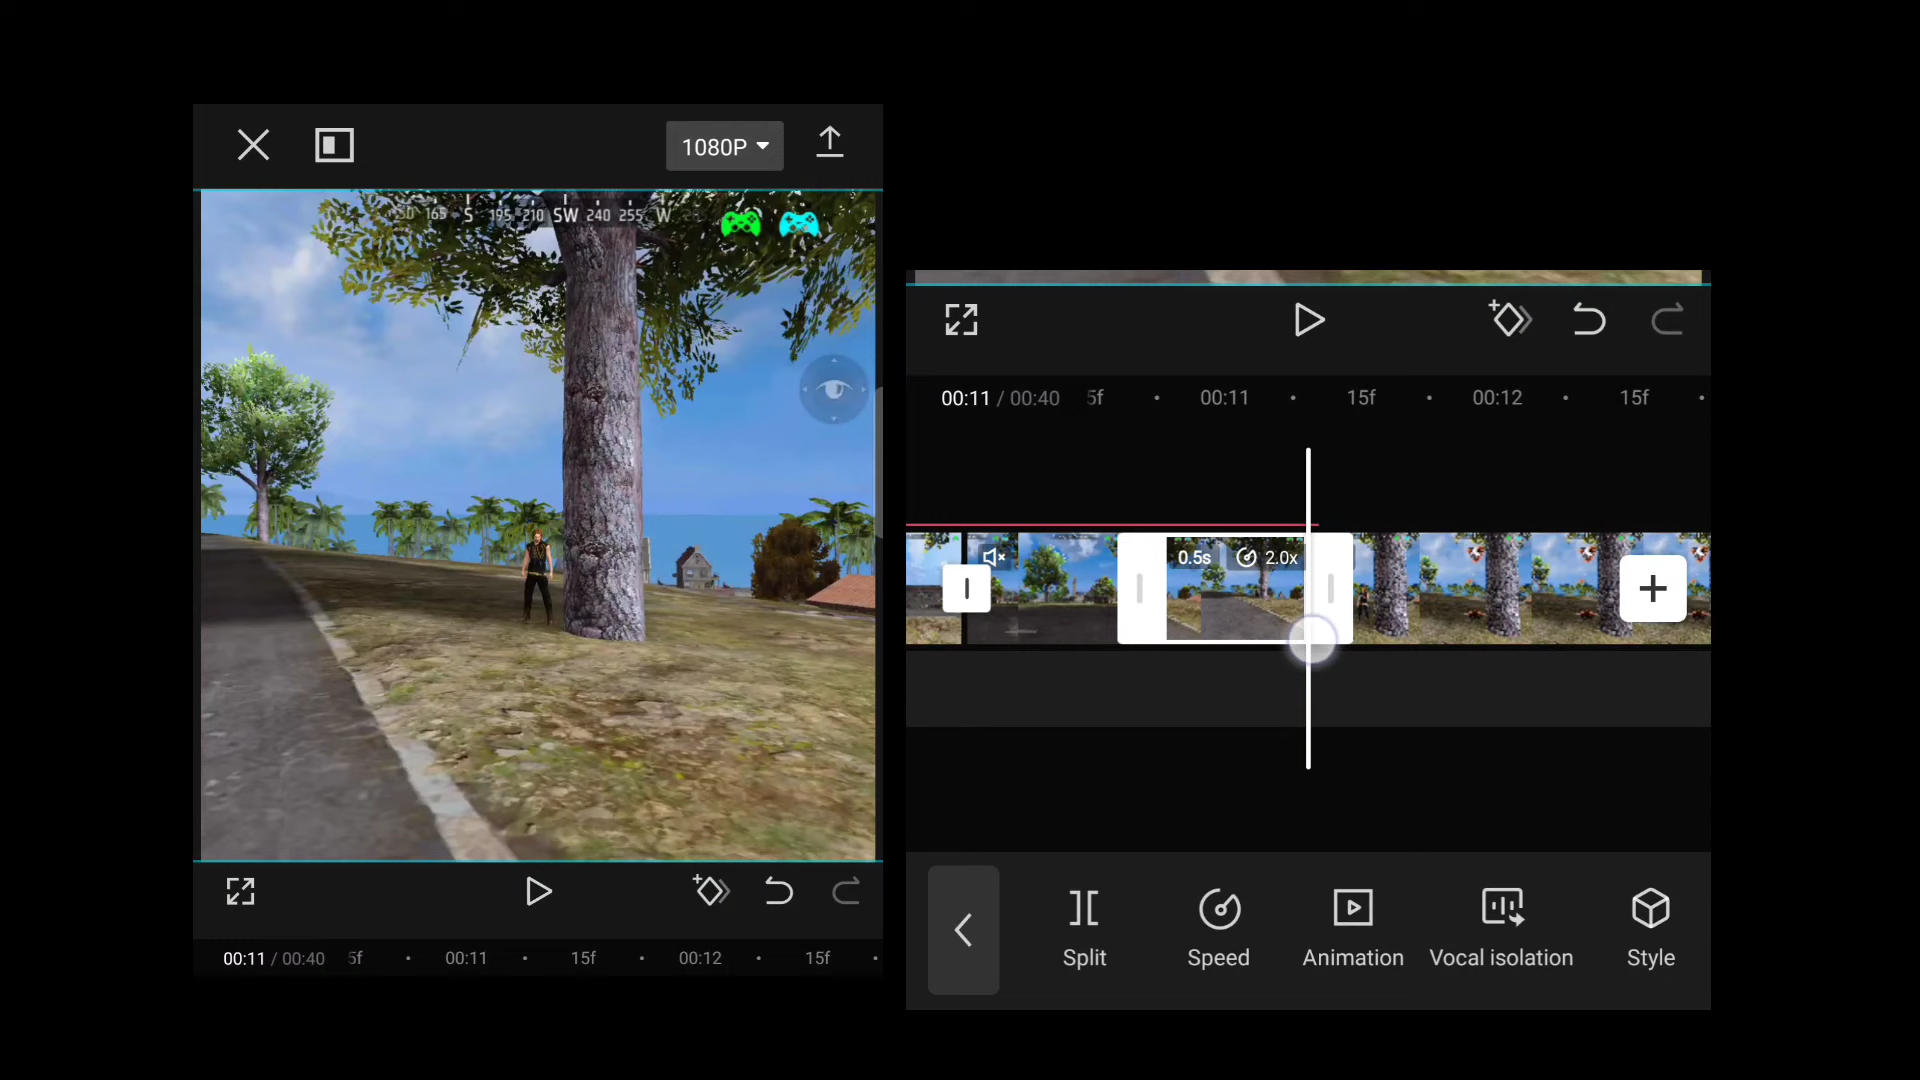 1080P
165 S 195 210 SW 240 255 W
00:11 / 00:40 5f 00:11 15f 00:12 15f
0.5s 2.0x
Split Speed Animation Vocal isolation Style
00:11 / 00:40 5f 00:11 15f 00:12 15f